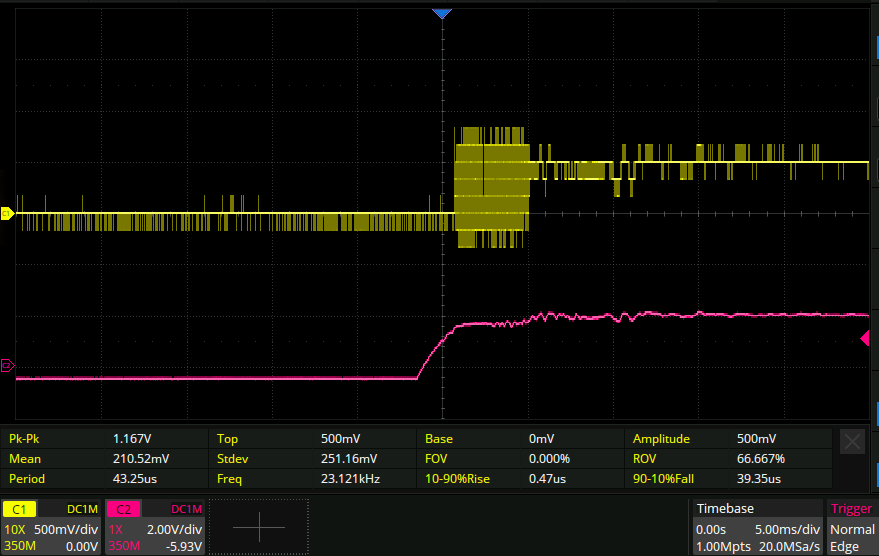 C1
C2
Pk-Pk 1.167V Top 500mV Base 0mV Amplitude 500mV
Mean 210.52mV Stdev 251.16mV FOV 0.000% ROV 66.667%
Period 43.25us Freq 23.121kHz 10-90%Rise 0.47us 90-10%Fall 39.35us
C1 DC1M C2 DC1M Timebase Trigger
10X 500mV/div 1X 2.00V/div 0.00s 5.00ms/div Normal
350M 0.00V 350M -5.93V 1.00Mpts 20.0MSa/s Edge